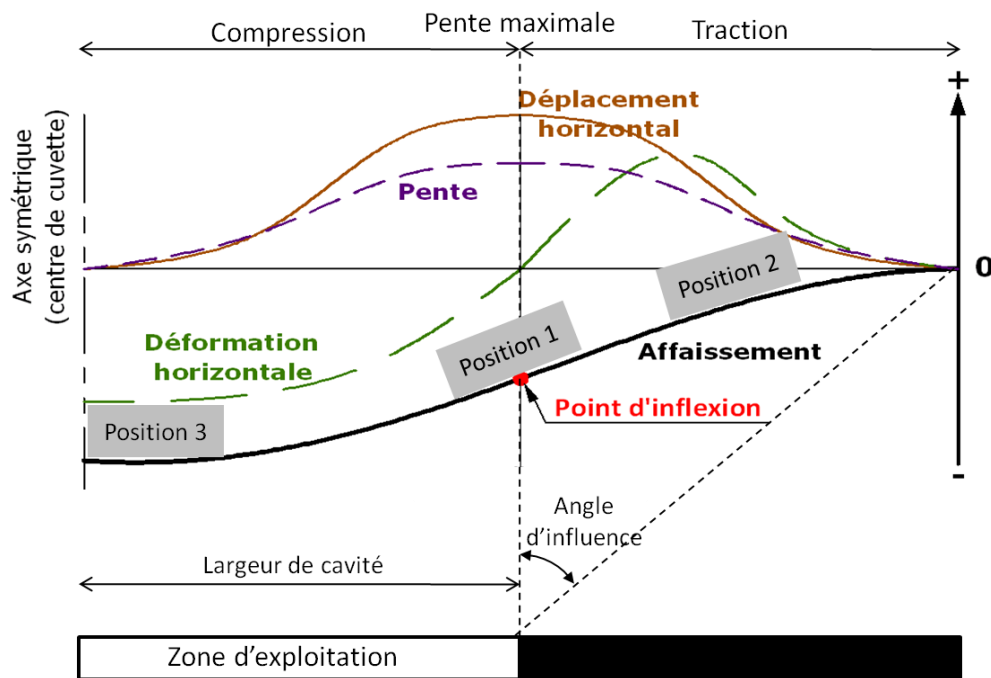 Pente maximale
Compression
Traction
+
Déplacement
horizontal
Axe symétrique
(centre de cuvette)
Pente
Position 2
0
Déformation
horizontale
Position 1
Affaissement
Point d'inflexion
Position 3
-
Angle
d’influence
Largeur de cavité
Zone d’exploitation